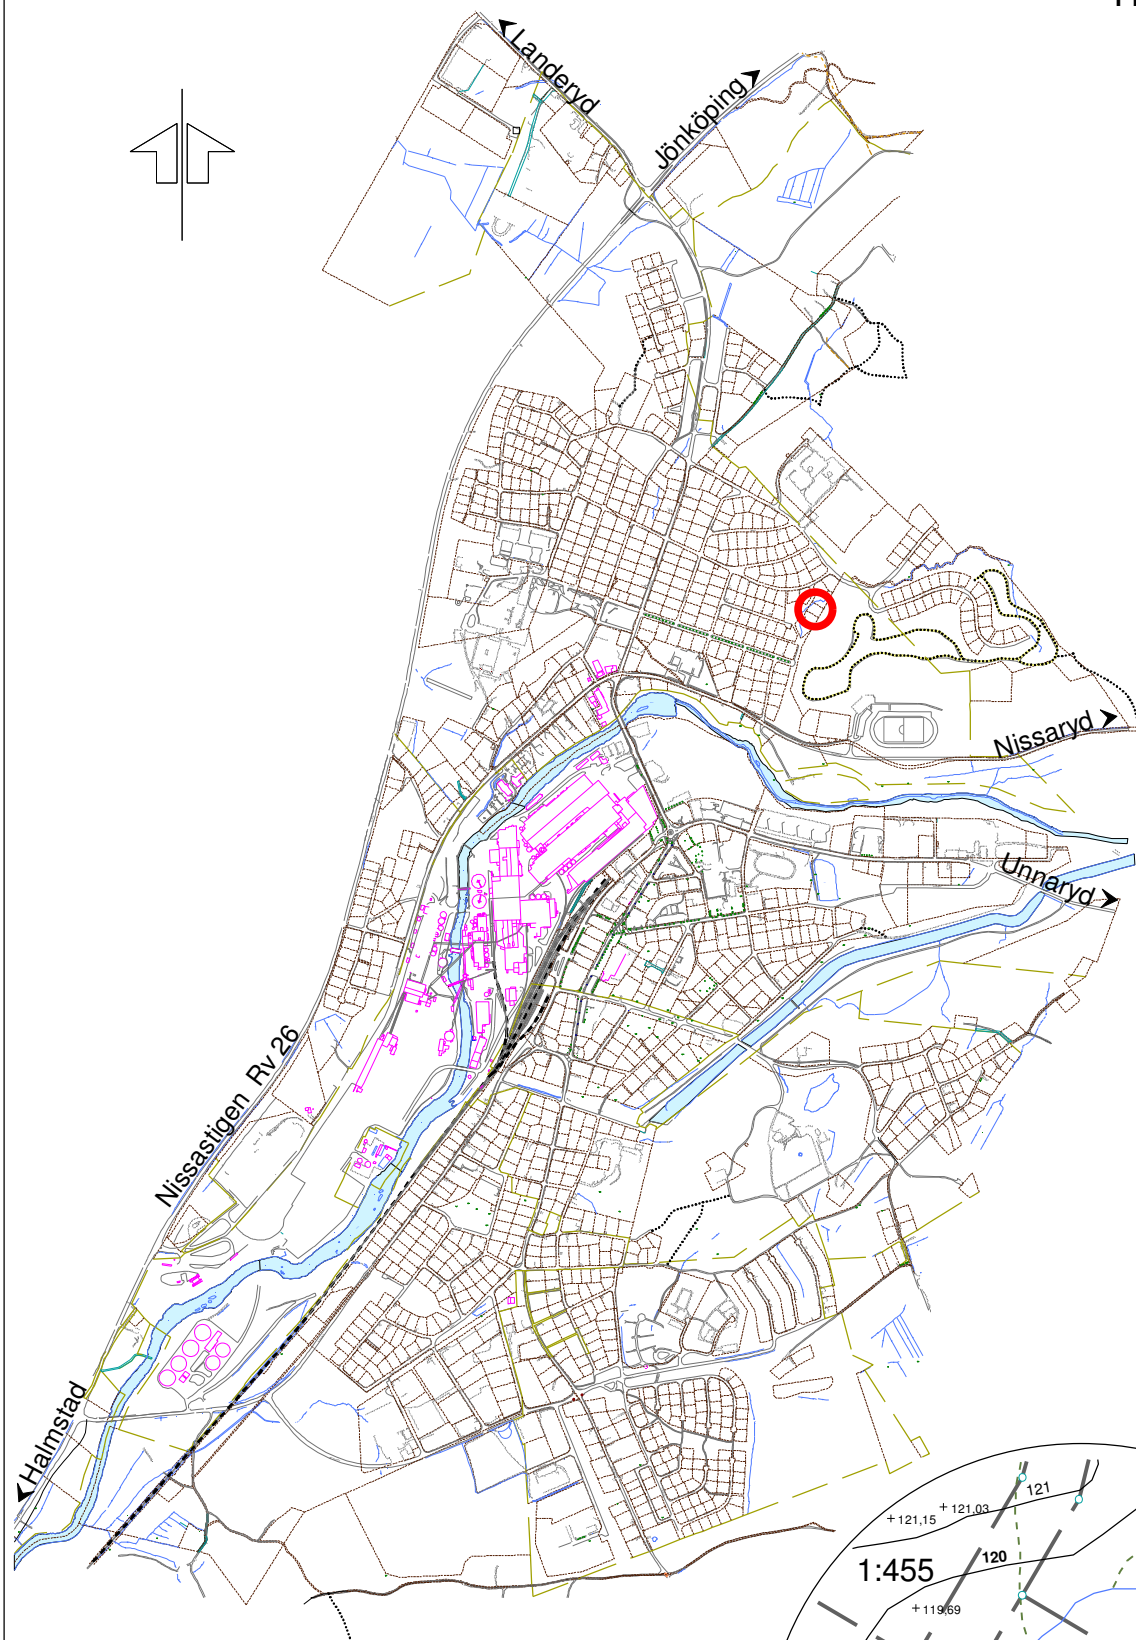 Landeryd
Jönköping
Nissaryd
Unnaryd
Nissastigen Rv 26
Halmstad
121
+ 121,03
+ 121,15
120
1:455
+ 119,69